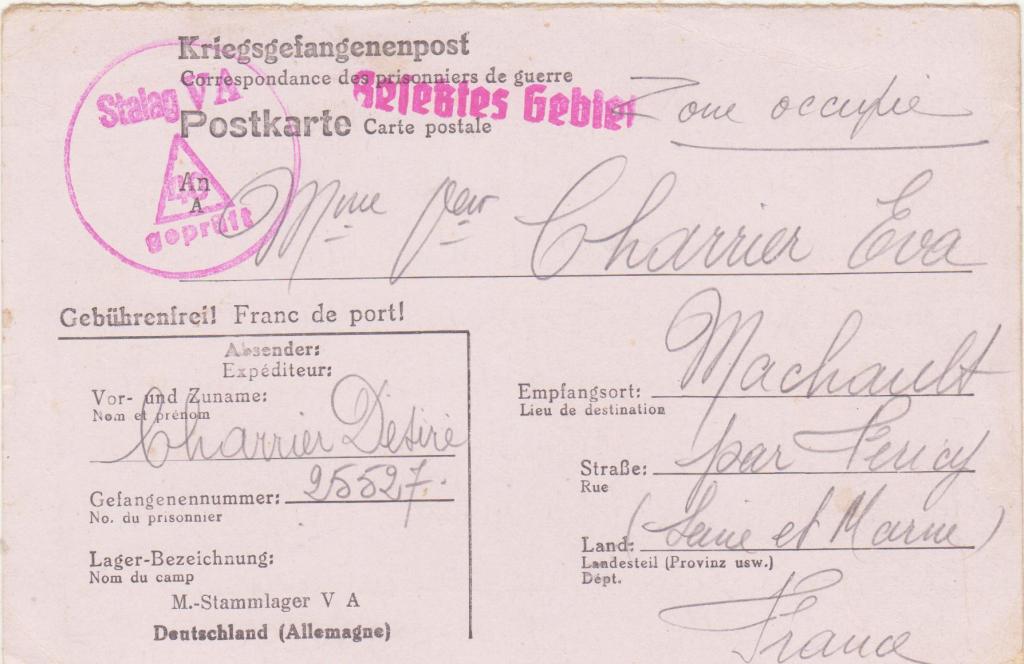 Kriegsgefangenenpost
Correspondance des prisonniers de guerre
Stalag VA
Besetztes Gebiet
Zone occupée
Postkarte Carte postale
An
A
geprüft
Mme Vve Charrier Eva
Gebührenfrei! Franc de port!
Absender:
Expéditeur:
Vor- und Zuname:
Nom et prénom
Charrier Désiré
Gefangenennummer: 25527.
No. du prisonnier
Lager-Bezeichnung:
Nom du camp
M.-Stammlager V A
Deutschland (Allemagne)
Empfangsort: Machault
Lieu de destination
Straße: par Féricy
Rue
Land: (Seine et Marne)
Landesteil (Provinz usw.)
Dépt.
France